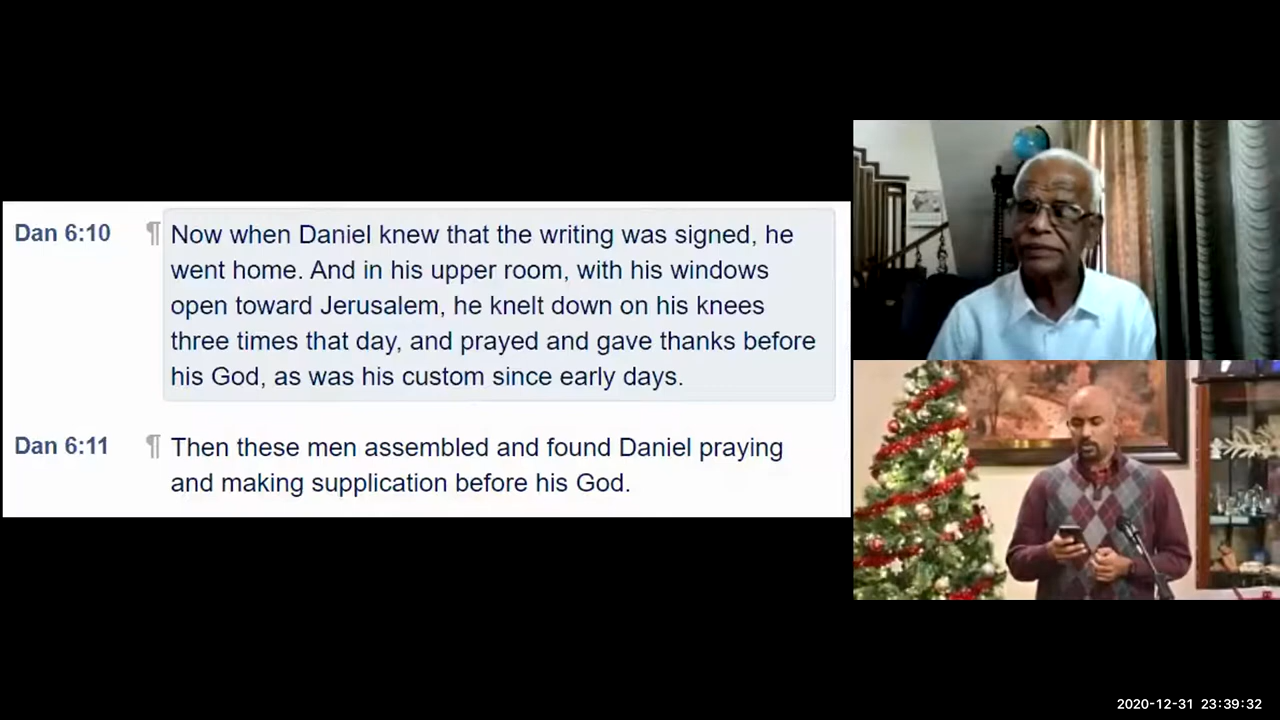 Dan 6:10 ¶ Now when Daniel knew that the writing was signed, he
went home. And in his upper room, with his windows
open toward Jerusalem, he knelt down on his knees
three times that day, and prayed and gave thanks before
his God, as was his custom since early days.
Dan 6:11 ¶ Then these men assembled and found Daniel praying
and making supplication before his God.
2020-12-31 23:39:32